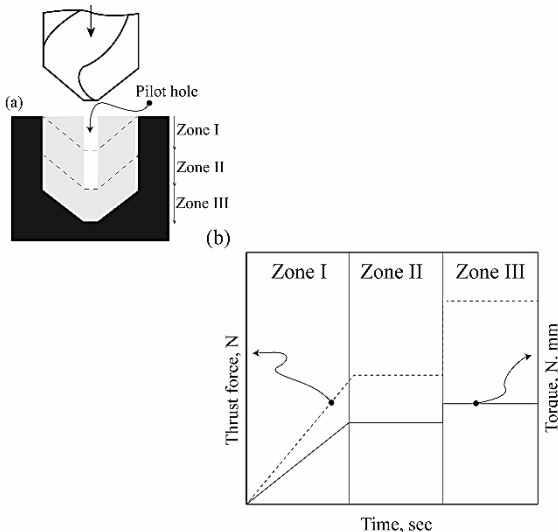 Pilot hole
(a)
Zone I
Zone II
Zone III
(b)
Zone I
Zone II
Zone III
Thrust force, N
Torque, N. mm
Time, sec